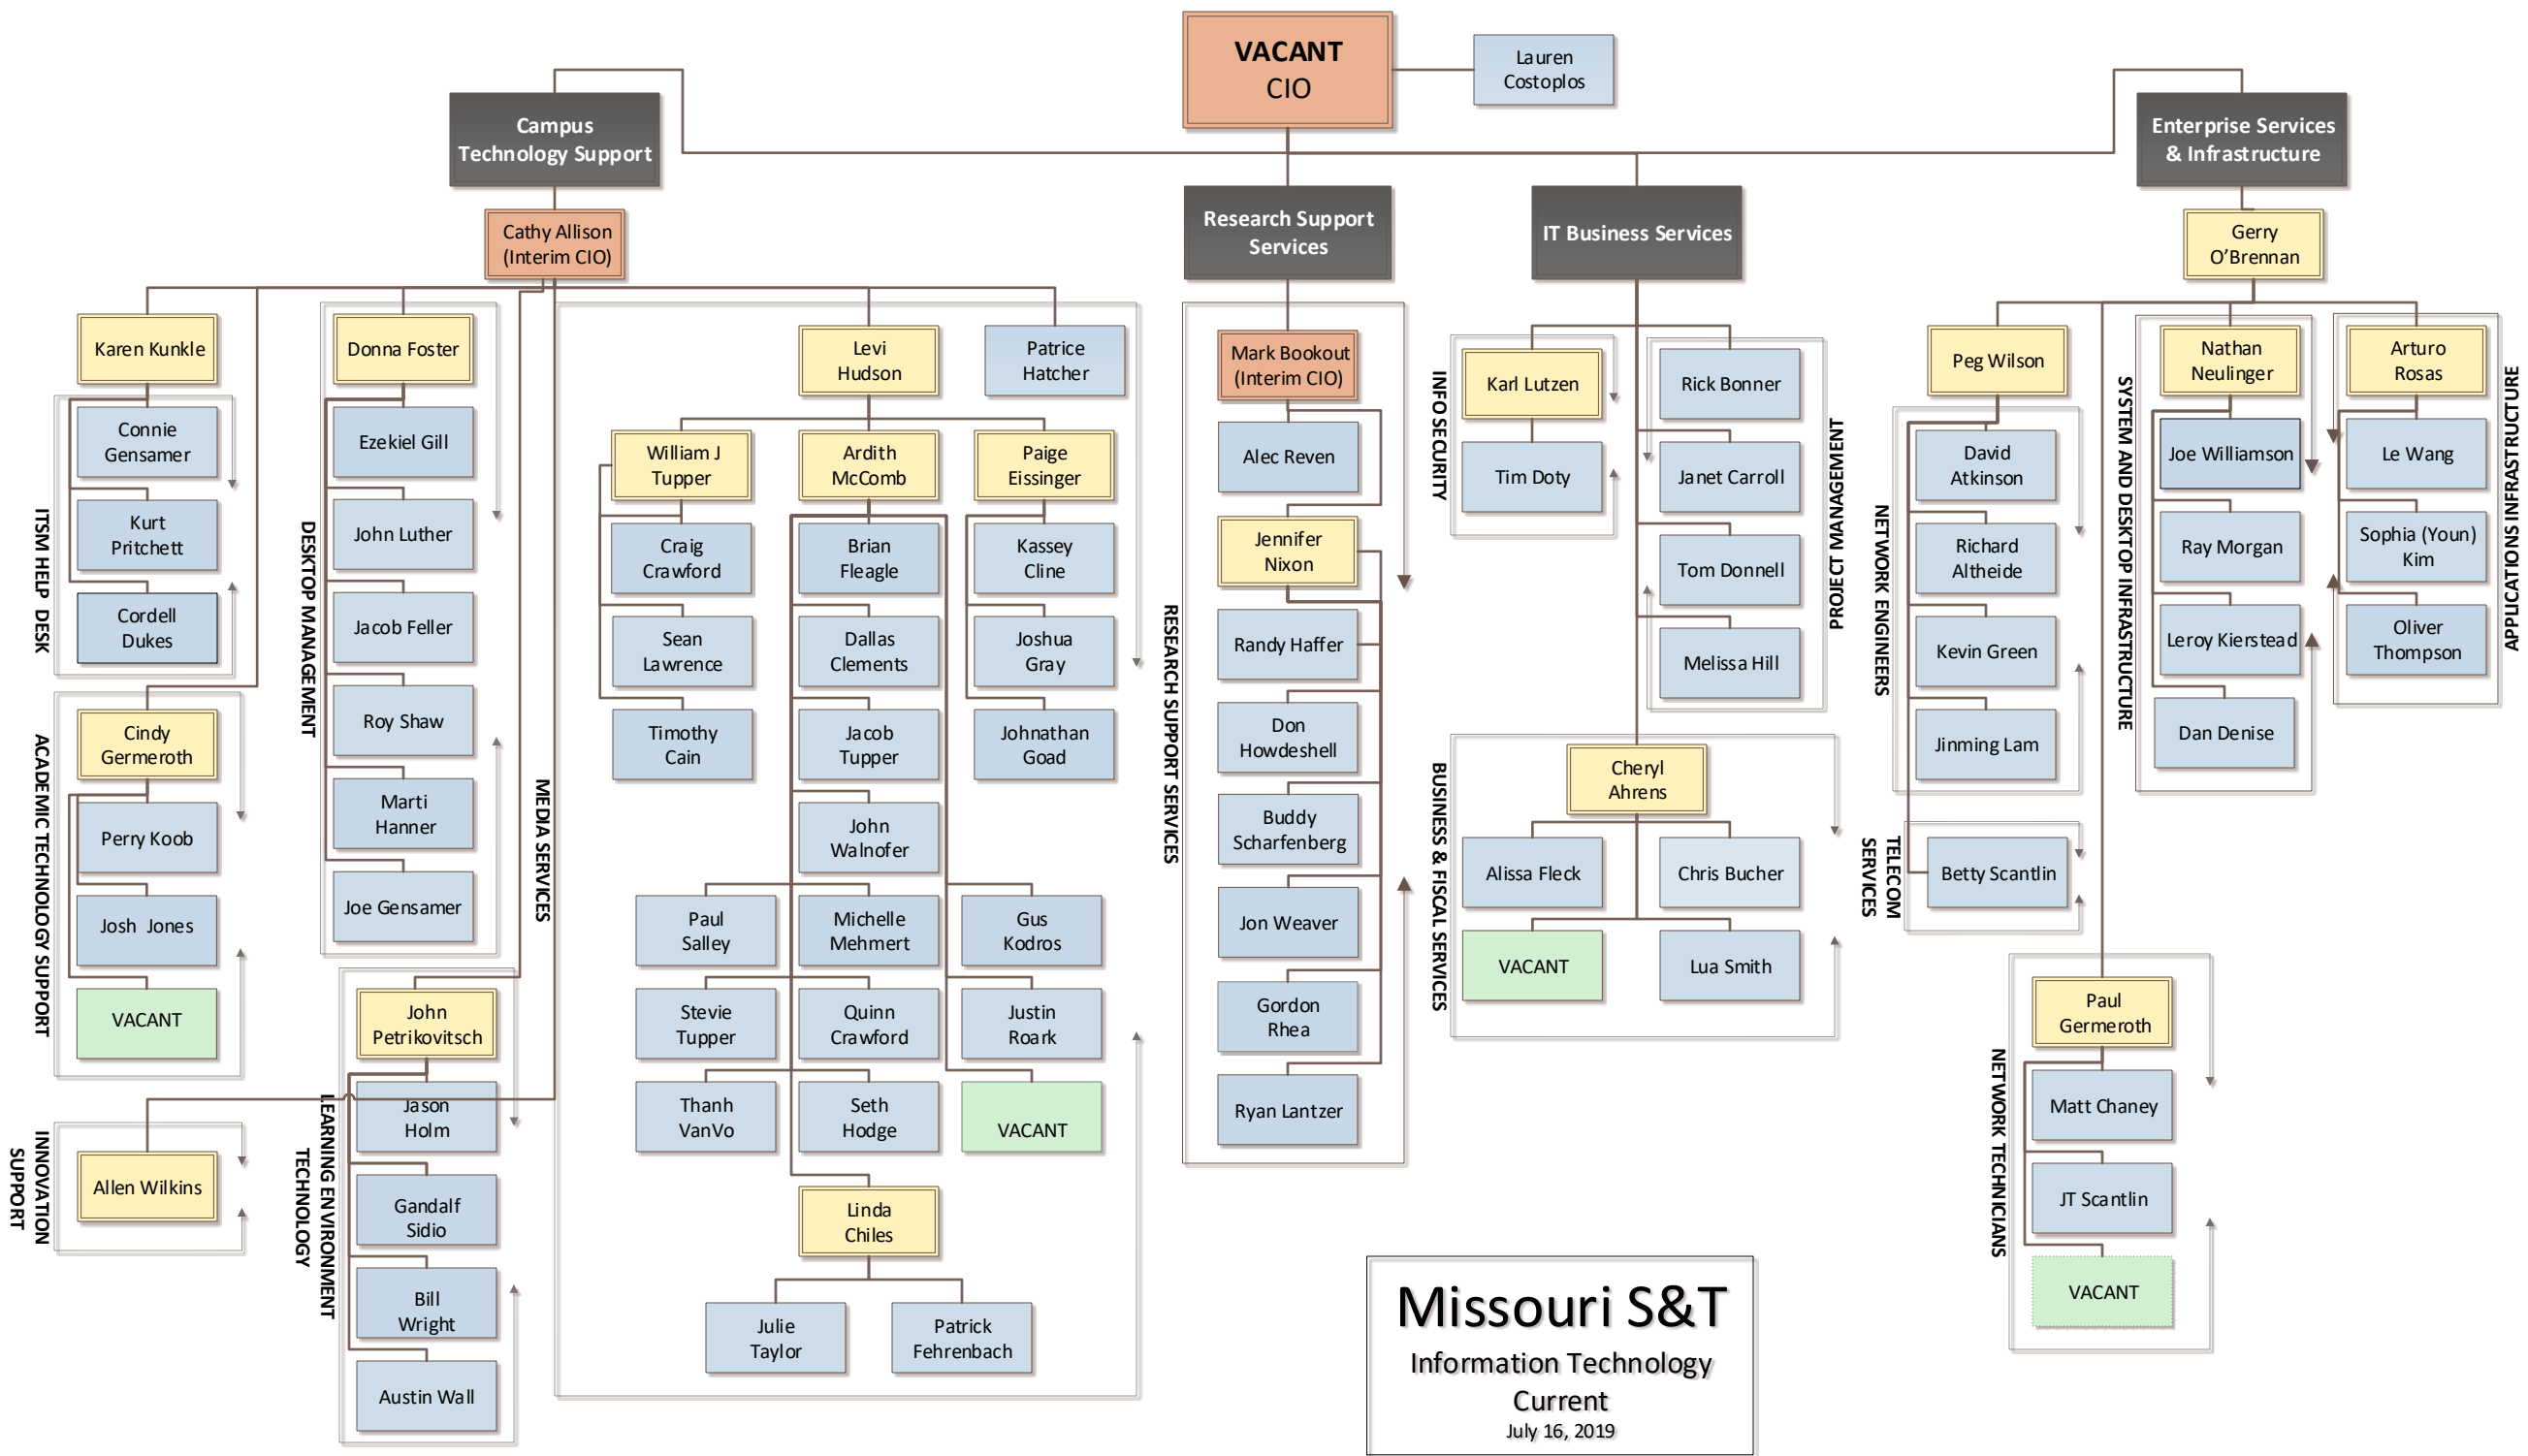 VACANT
CIO
Lauren
Costoplos
Campus
Technology Support
Enterprise Services
& Infrastructure
Research Support
Services
IT Business Services
Cathy Allison
(Interim CIO)
Gerry
O’Brennan
Karen Kunkle
Connie
Gensamer
Kurt
Pritchett
Cordell
Dukes
ITSM HELP DESK
Cindy
Germeroth
Perry Koob
Josh Jones
VACANT
ACADEMIC TECHNOLOGY SUPPORT
Allen Wilkins
INNOVATION
SUPPORT
Donna Foster
Ezekiel Gill
John Luther
Jacob Feller
Roy Shaw
Marti
Hanner
Joe Gensamer
DESKTOP MANAGEMENT
John
Petrikovitsch
Jason
Holm
Gandalf
Sidio
Bill
Wright
Austin Wall
LEARNING ENVIRONMENT
TECHNOLOGY
MEDIA SERVICES
Levi
Hudson
Patrice
Hatcher
William J
Tupper
Ardith
McComb
Paige
Eissinger
Craig
Crawford
Brian
Fleagle
Kassey
Cline
Sean
Lawrence
Dallas
Clements
Joshua
Gray
Timothy
Cain
Jacob
Tupper
Johnathan
Goad
John
Walnofer
Paul
Salley
Michelle
Mehmert
Gus
Kodros
Stevie
Tupper
Quinn
Crawford
Justin
Roark
Thanh
VanVo
Seth
Hodge
VACANT
Linda
Chiles
Julie
Taylor
Patrick
Fehrenbach
RESEARCH SUPPORT SERVICES
Mark Bookout
(Interim CIO)
Alec Reven
Jennifer
Nixon
Randy Haffer
Don
Howdeshell
Buddy
Scharfenberg
Jon Weaver
Gordon
Rhea
Ryan Lantzer
INFO SECURITY
Karl Lutzen
Tim Doty
Rick Bonner
Janet Carroll
Tom Donnell
Melissa Hill
PROJECT MANAGEMENT
BUSINESS & FISCAL SERVICES
Cheryl
Ahrens
Alissa Fleck
Chris Bucher
VACANT
Lua Smith
Peg Wilson
David
Atkinson
Richard
Altheide
Kevin Green
Jinming Lam
NETWORK ENGINEERS
Betty Scantlin
TELECOM
SERVICES
Nathan
Neulinger
Joe Williamson
Ray Morgan
Leroy Kierstead
Dan Denise
SYSTEM AND DESKTOP INFRASTRUCTURE
Arturo
Rosas
Le Wang
Sophia (Youn)
Kim
Oliver
Thompson
APPLICATIONS INFRASTRUCTURE
Paul
Germeroth
Matt Chaney
JT Scantlin
VACANT
NETWORK TECHNICIANS
Missouri S&T
Information Technology
Current
July 16, 2019